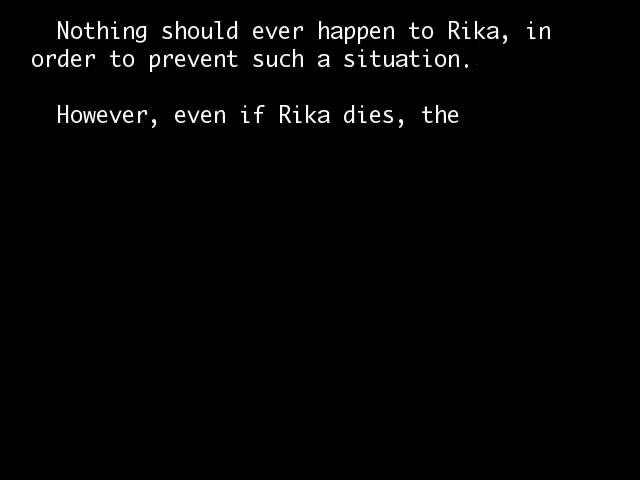 Nothing should ever happen to Rika, in
order to prevent such a situation.
However, even if Rika dies, the